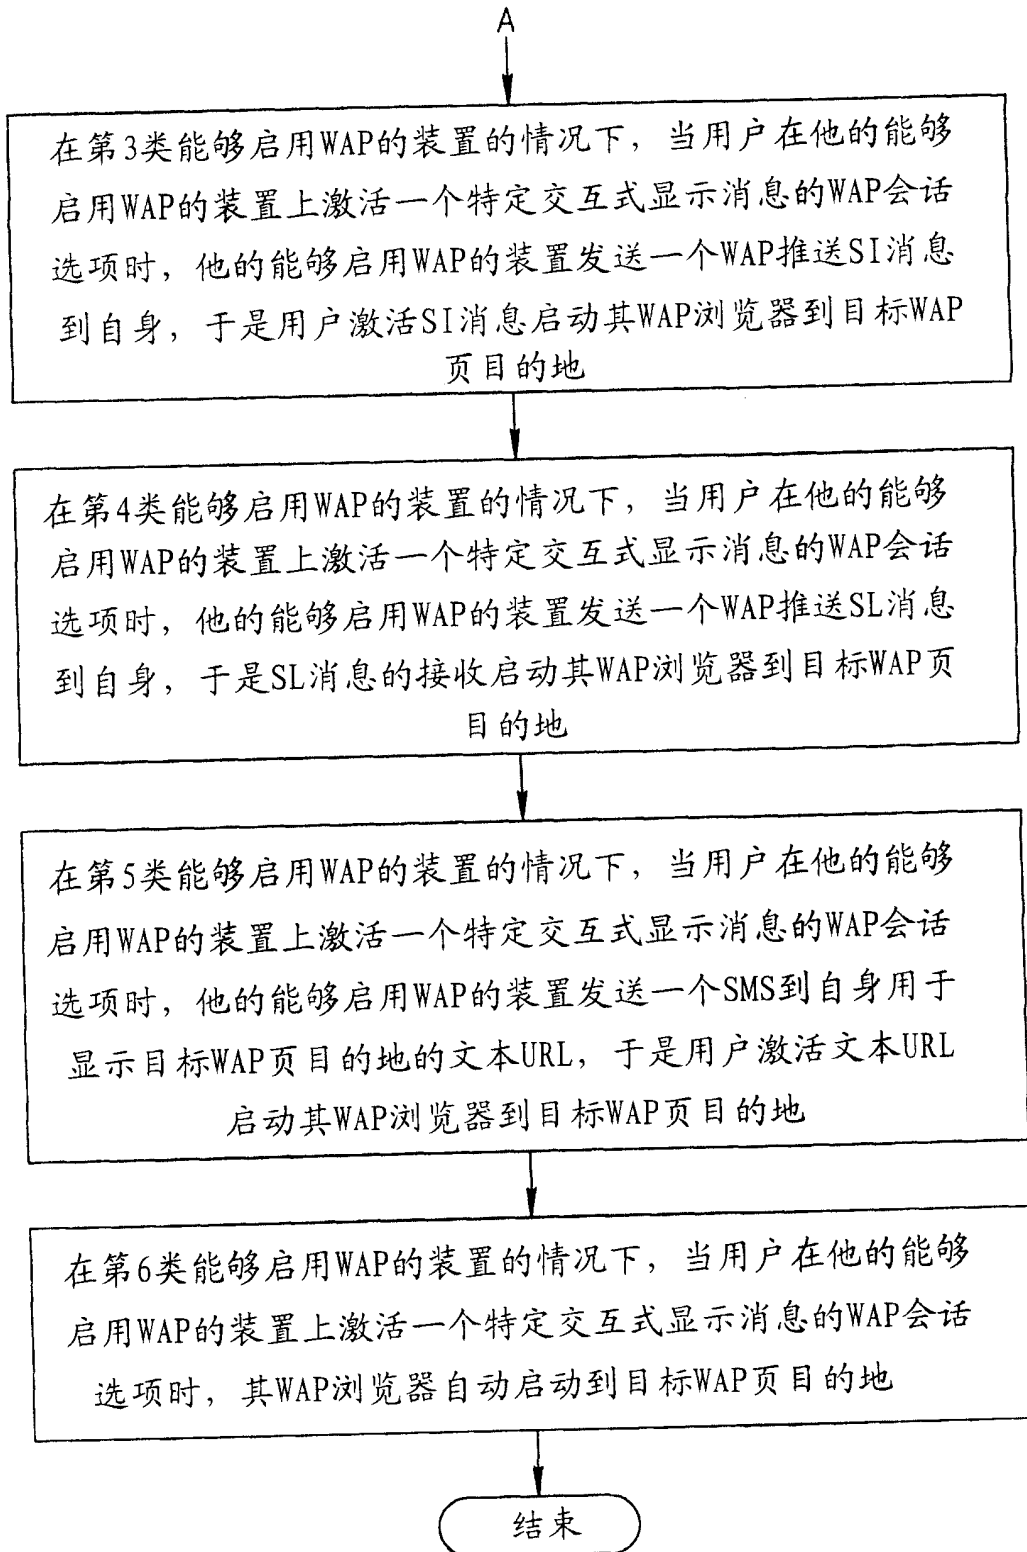 A
在第3类能够启用WAP的装置的情况下，当用户在他的能够
启用WAP的装置上激活一个特定交互式显示消息的WAP会话
选项时，他的能够启用WAP的装置发送一个WAP推送SI消息
到自身，于是用户激活SI消息启动其WAP浏览器到目标WAP
页目的地
在第4类能够启用WAP的装置的情况下，当用户在他的能够
启用WAP的装置上激活一个特定交互式显示消息的WAP会话
选项时，他的能够启用WAP的装置发送一个WAP推送SL消息
到自身，于是SL消息的接收启动其WAP浏览器到目标WAP页
目的地
在第5类能够启用WAP的装置的情况下，当用户在他的能够
启用WAP的装置上激活一个特定交互式显示消息的WAP会话
选项时，他的能够启用WAP的装置发送一个SMS到自身用于
显示目标WAP页目的地的文本URL，于是用户激活文本URL
启动其WAP浏览器到目标WAP页目的地
在第6类能够启用WAP的装置的情况下，当用户在他的能够
启用WAP的装置上激活一个特定交互式显示消息的WAP会话
选项时，其WAP浏览器自动启动到目标WAP页目的地
结束